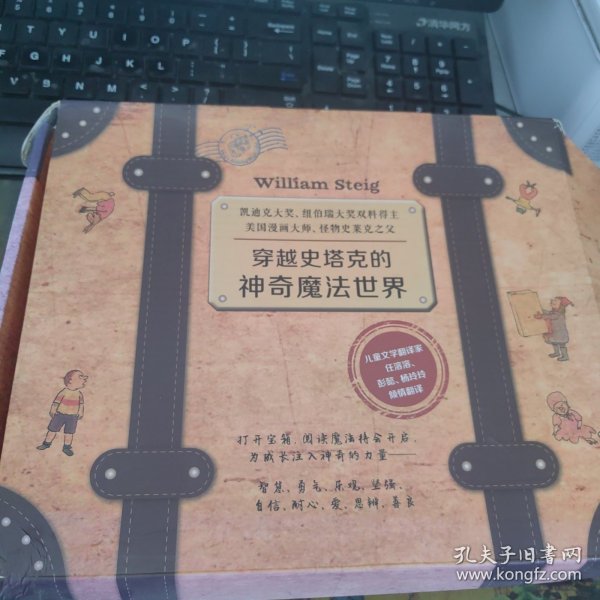 清华同方
William Steig
凯迪克大奖、纽伯瑞大奖双料得主
美国漫画大师、怪物史莱克之父
穿越史塔克的
神奇魔法世界
儿童文学翻译家
任溶溶、
彭懿、杨玲玲
倾情翻译
打开宝箱,阅读魔法将会开启,
为成长注入神奇的力量——
智慧、勇气、乐观、坚强、
自信、耐心、爱、思辨、善良
孔夫子旧书网
www.kongfz.com